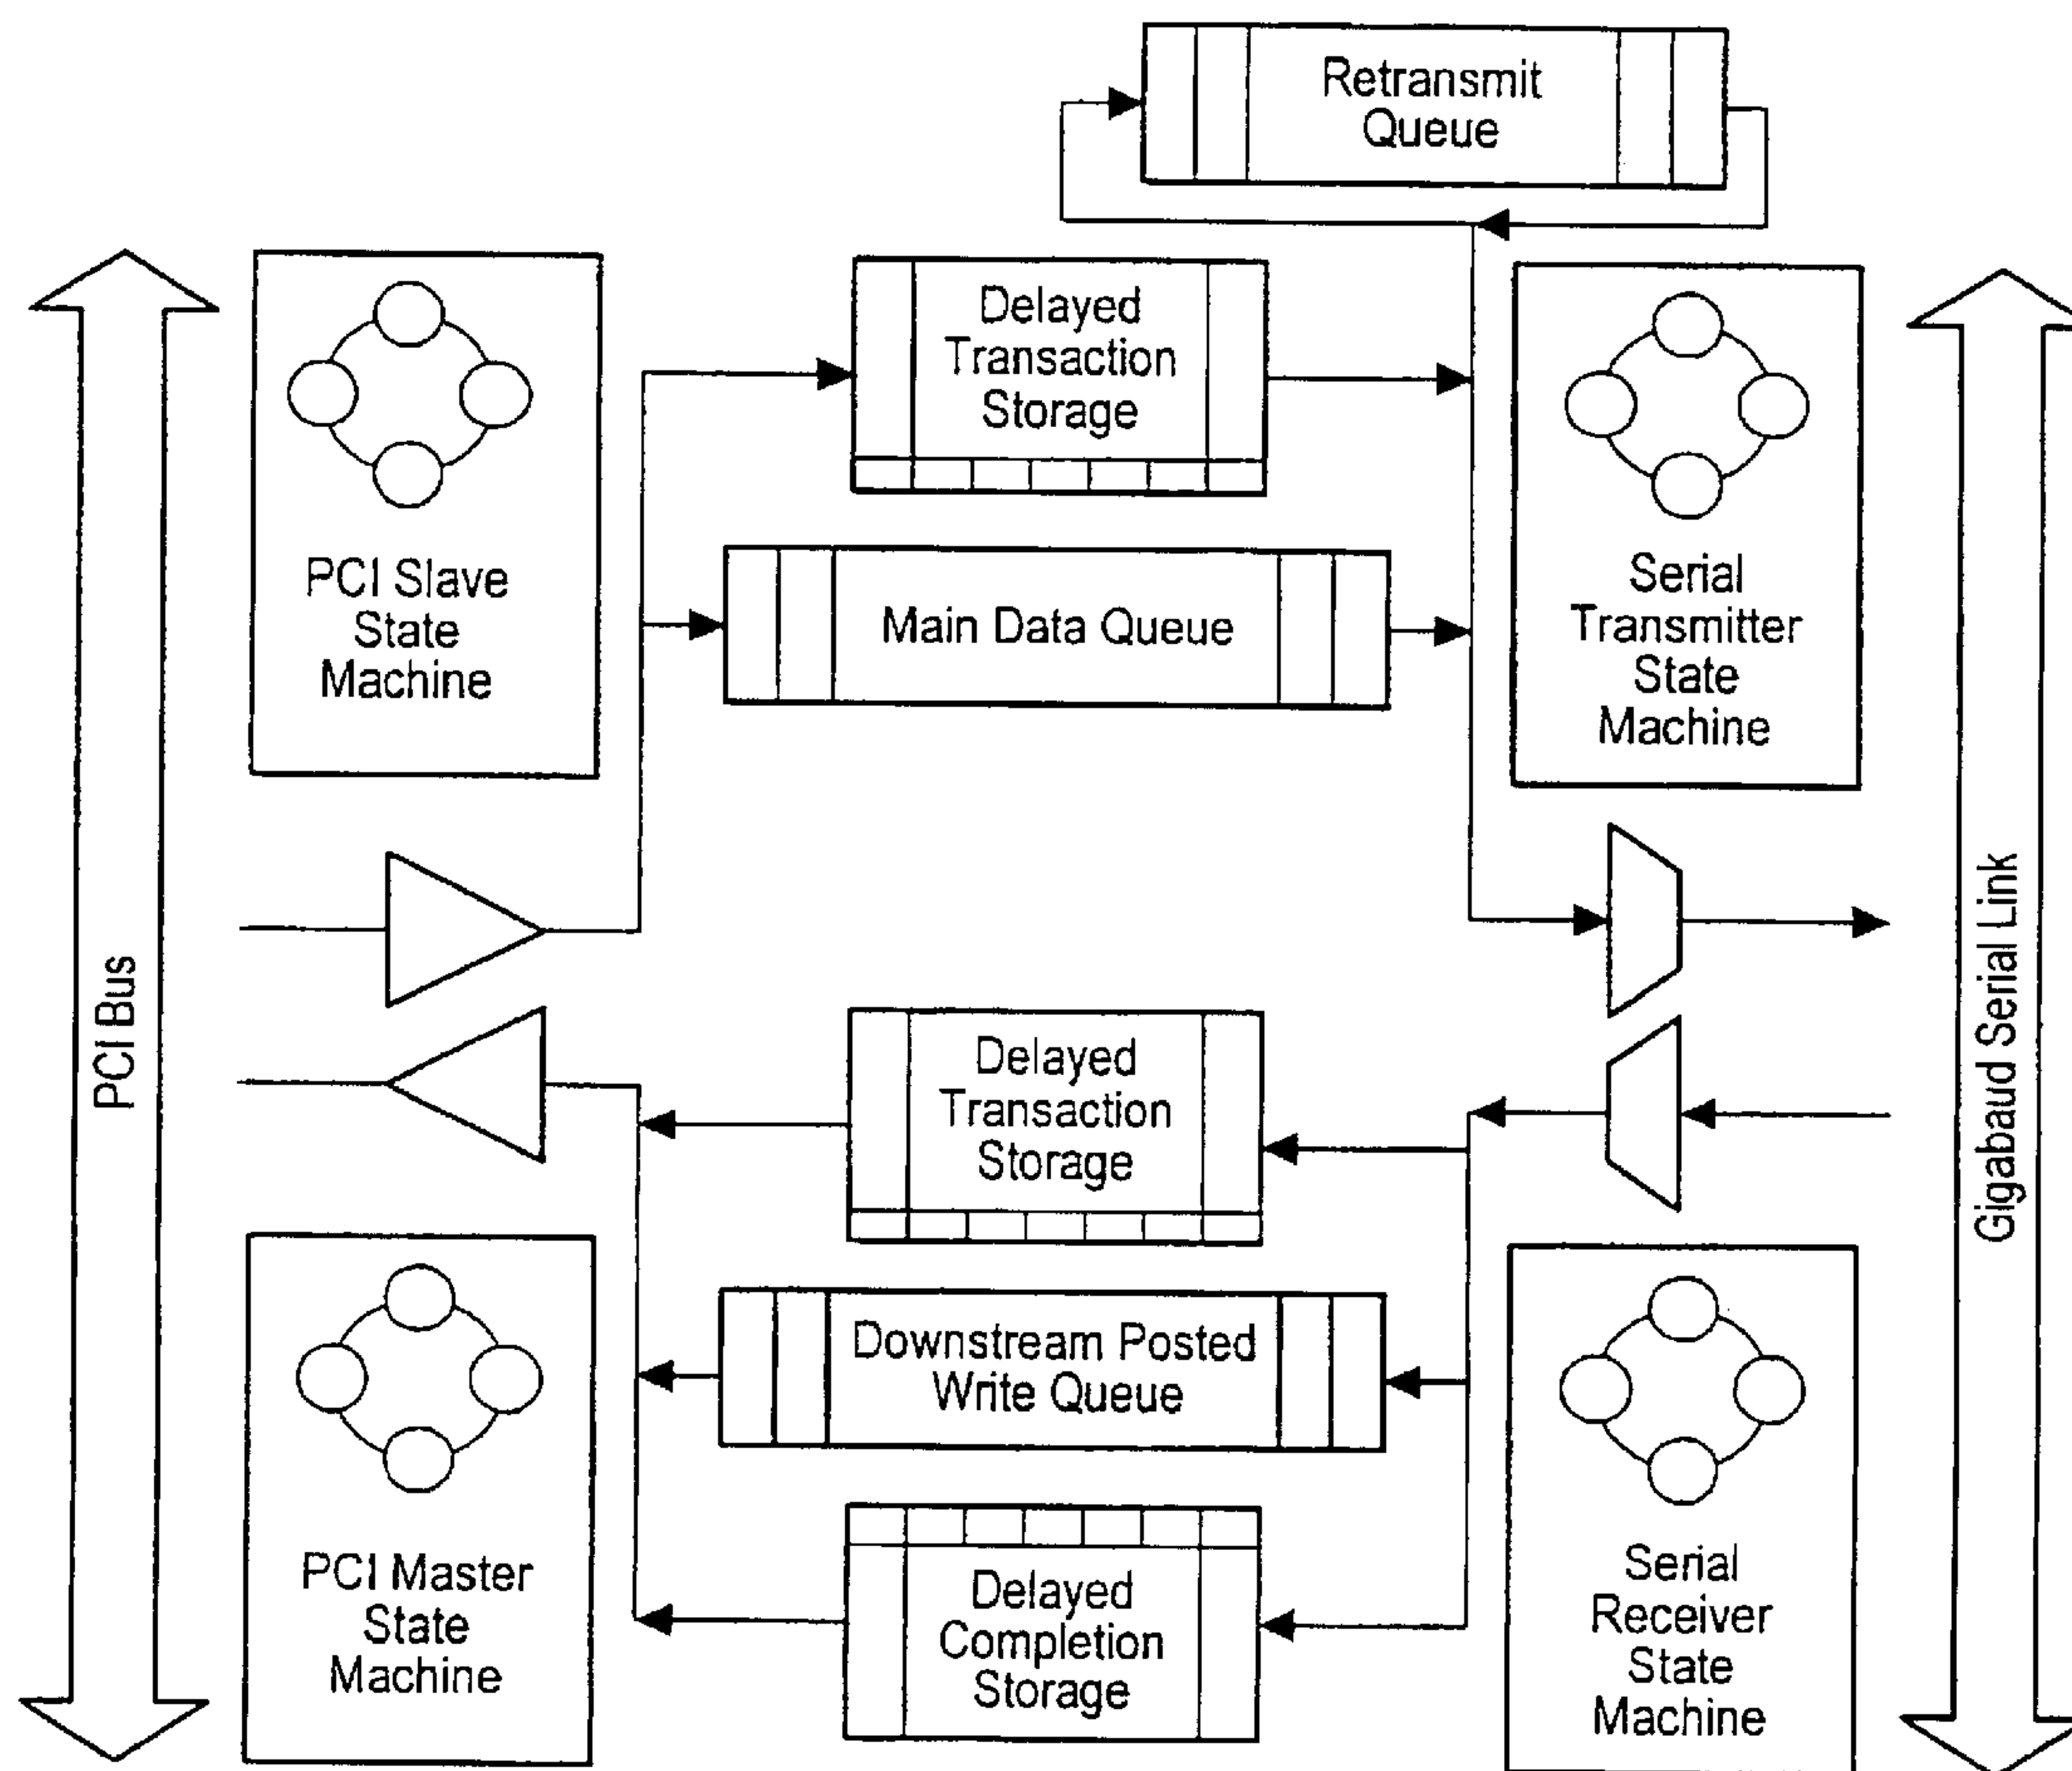 Retransmit
Queue
Delayed
Transaction
Storage
PCI Slave
State
Machine
Main Data Queue
Serial
Transmitter
State
Machine
PCI Bus
Gigabaud Serial Link
Delayed
Transaction
Storage
Downstream Posted
Write Queue
PCI Master
State
Machine
Delayed
Completion
Storage
Serial
Receiver
State
Machine